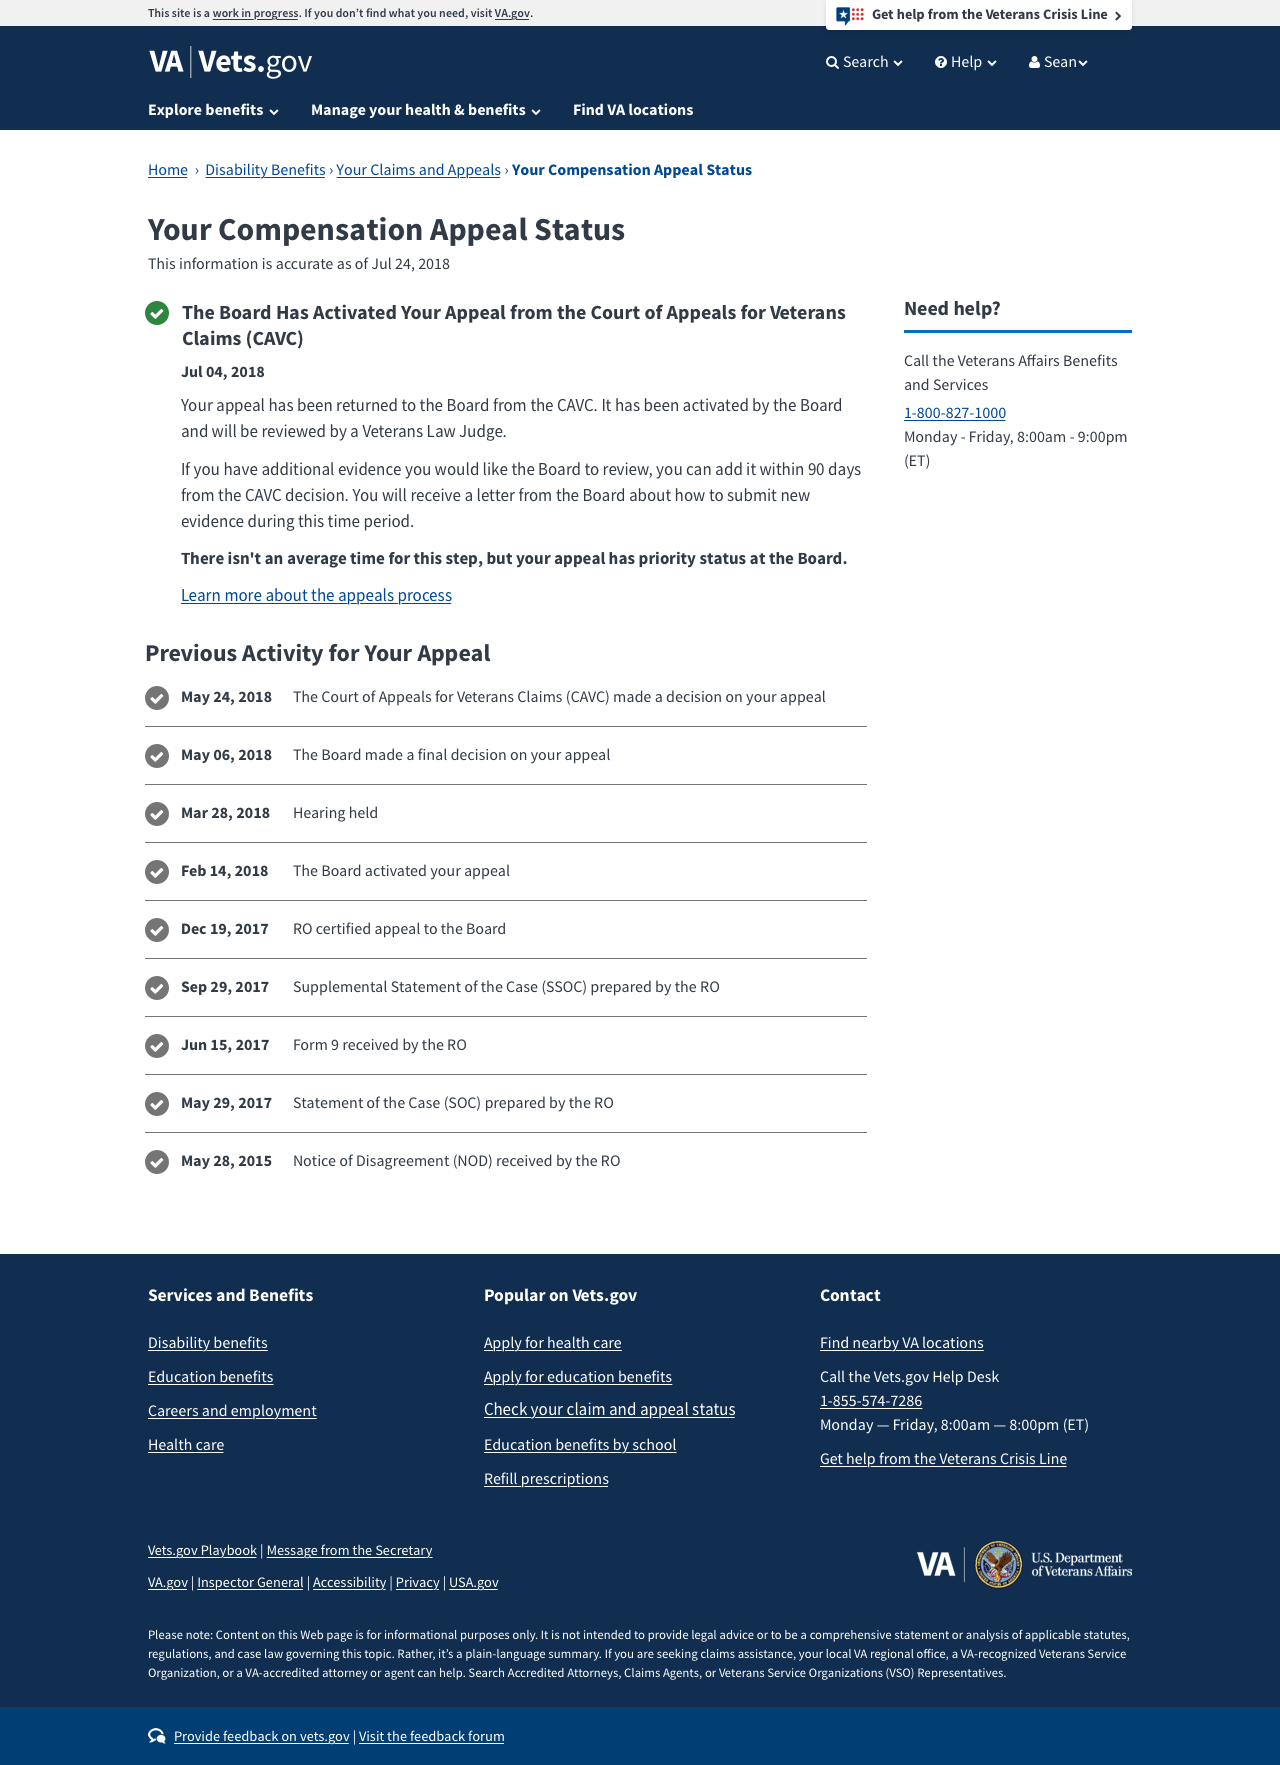 This site is a work in progress. If you don’t find what you need, visit VA.gov.
Get help from the Veterans Crisis Line
VA | Vets.gov
Search
Help
Sean
Explore benefits
Manage your health & benefits
Find VA locations
Home › Disability Benefits › Your Claims and Appeals › Your Compensation Appeal Status
Your Compensation Appeal Status
This information is accurate as of Jul 24, 2018
The Board Has Activated Your Appeal from the Court of Appeals for Veterans
Claims (CAVC)
Jul 04, 2018
Your appeal has been returned to the Board from the CAVC. It has been activated by the Board
and will be reviewed by a Veterans Law Judge.
If you have additional evidence you would like the Board to review, you can add it within 90 days
from the CAVC decision. You will receive a letter from the Board about how to submit new
evidence during this time period.
There isn't an average time for this step, but your appeal has priority status at the Board.
Learn more about the appeals process
Need help?
Call the Veterans Affairs Benefits
and Services
1-800-827-1000
Monday - Friday, 8:00am - 9:00pm
(ET)
Previous Activity for Your Appeal
May 24, 2018 The Court of Appeals for Veterans Claims (CAVC) made a decision on your appeal
May 06, 2018 The Board made a final decision on your appeal
Mar 28, 2018 Hearing held
Feb 14, 2018 The Board activated your appeal
Dec 19, 2017 RO certified appeal to the Board
Sep 29, 2017 Supplemental Statement of the Case (SSOC) prepared by the RO
Jun 15, 2017 Form 9 received by the RO
May 29, 2017 Statement of the Case (SOC) prepared by the RO
May 28, 2015 Notice of Disagreement (NOD) received by the RO
Services and Benefits
Disability benefits
Education benefits
Careers and employment
Health care
Popular on Vets.gov
Apply for health care
Apply for education benefits
Check your claim and appeal status
Education benefits by school
Refill prescriptions
Contact
Find nearby VA locations
Call the Vets.gov Help Desk
1-855-574-7286
Monday — Friday, 8:00am — 8:00pm (ET)
Get help from the Veterans Crisis Line
Vets.gov Playbook | Message from the Secretary
VA.gov | Inspector General | Accessibility | Privacy | USA.gov
VA
U.S. Department
of Veterans Affairs
Please note: Content on this Web page is for informational purposes only. It is not intended to provide legal advice or to be a comprehensive statement or analysis of applicable statutes,
regulations, and case law governing this topic. Rather, it’s a plain-language summary. If you are seeking claims assistance, your local VA regional office, a VA-recognized Veterans Service
Organization, or a VA-accredited attorney or agent can help. Search Accredited Attorneys, Claims Agents, or Veterans Service Organizations (VSO) Representatives.
Provide feedback on vets.gov | Visit the feedback forum